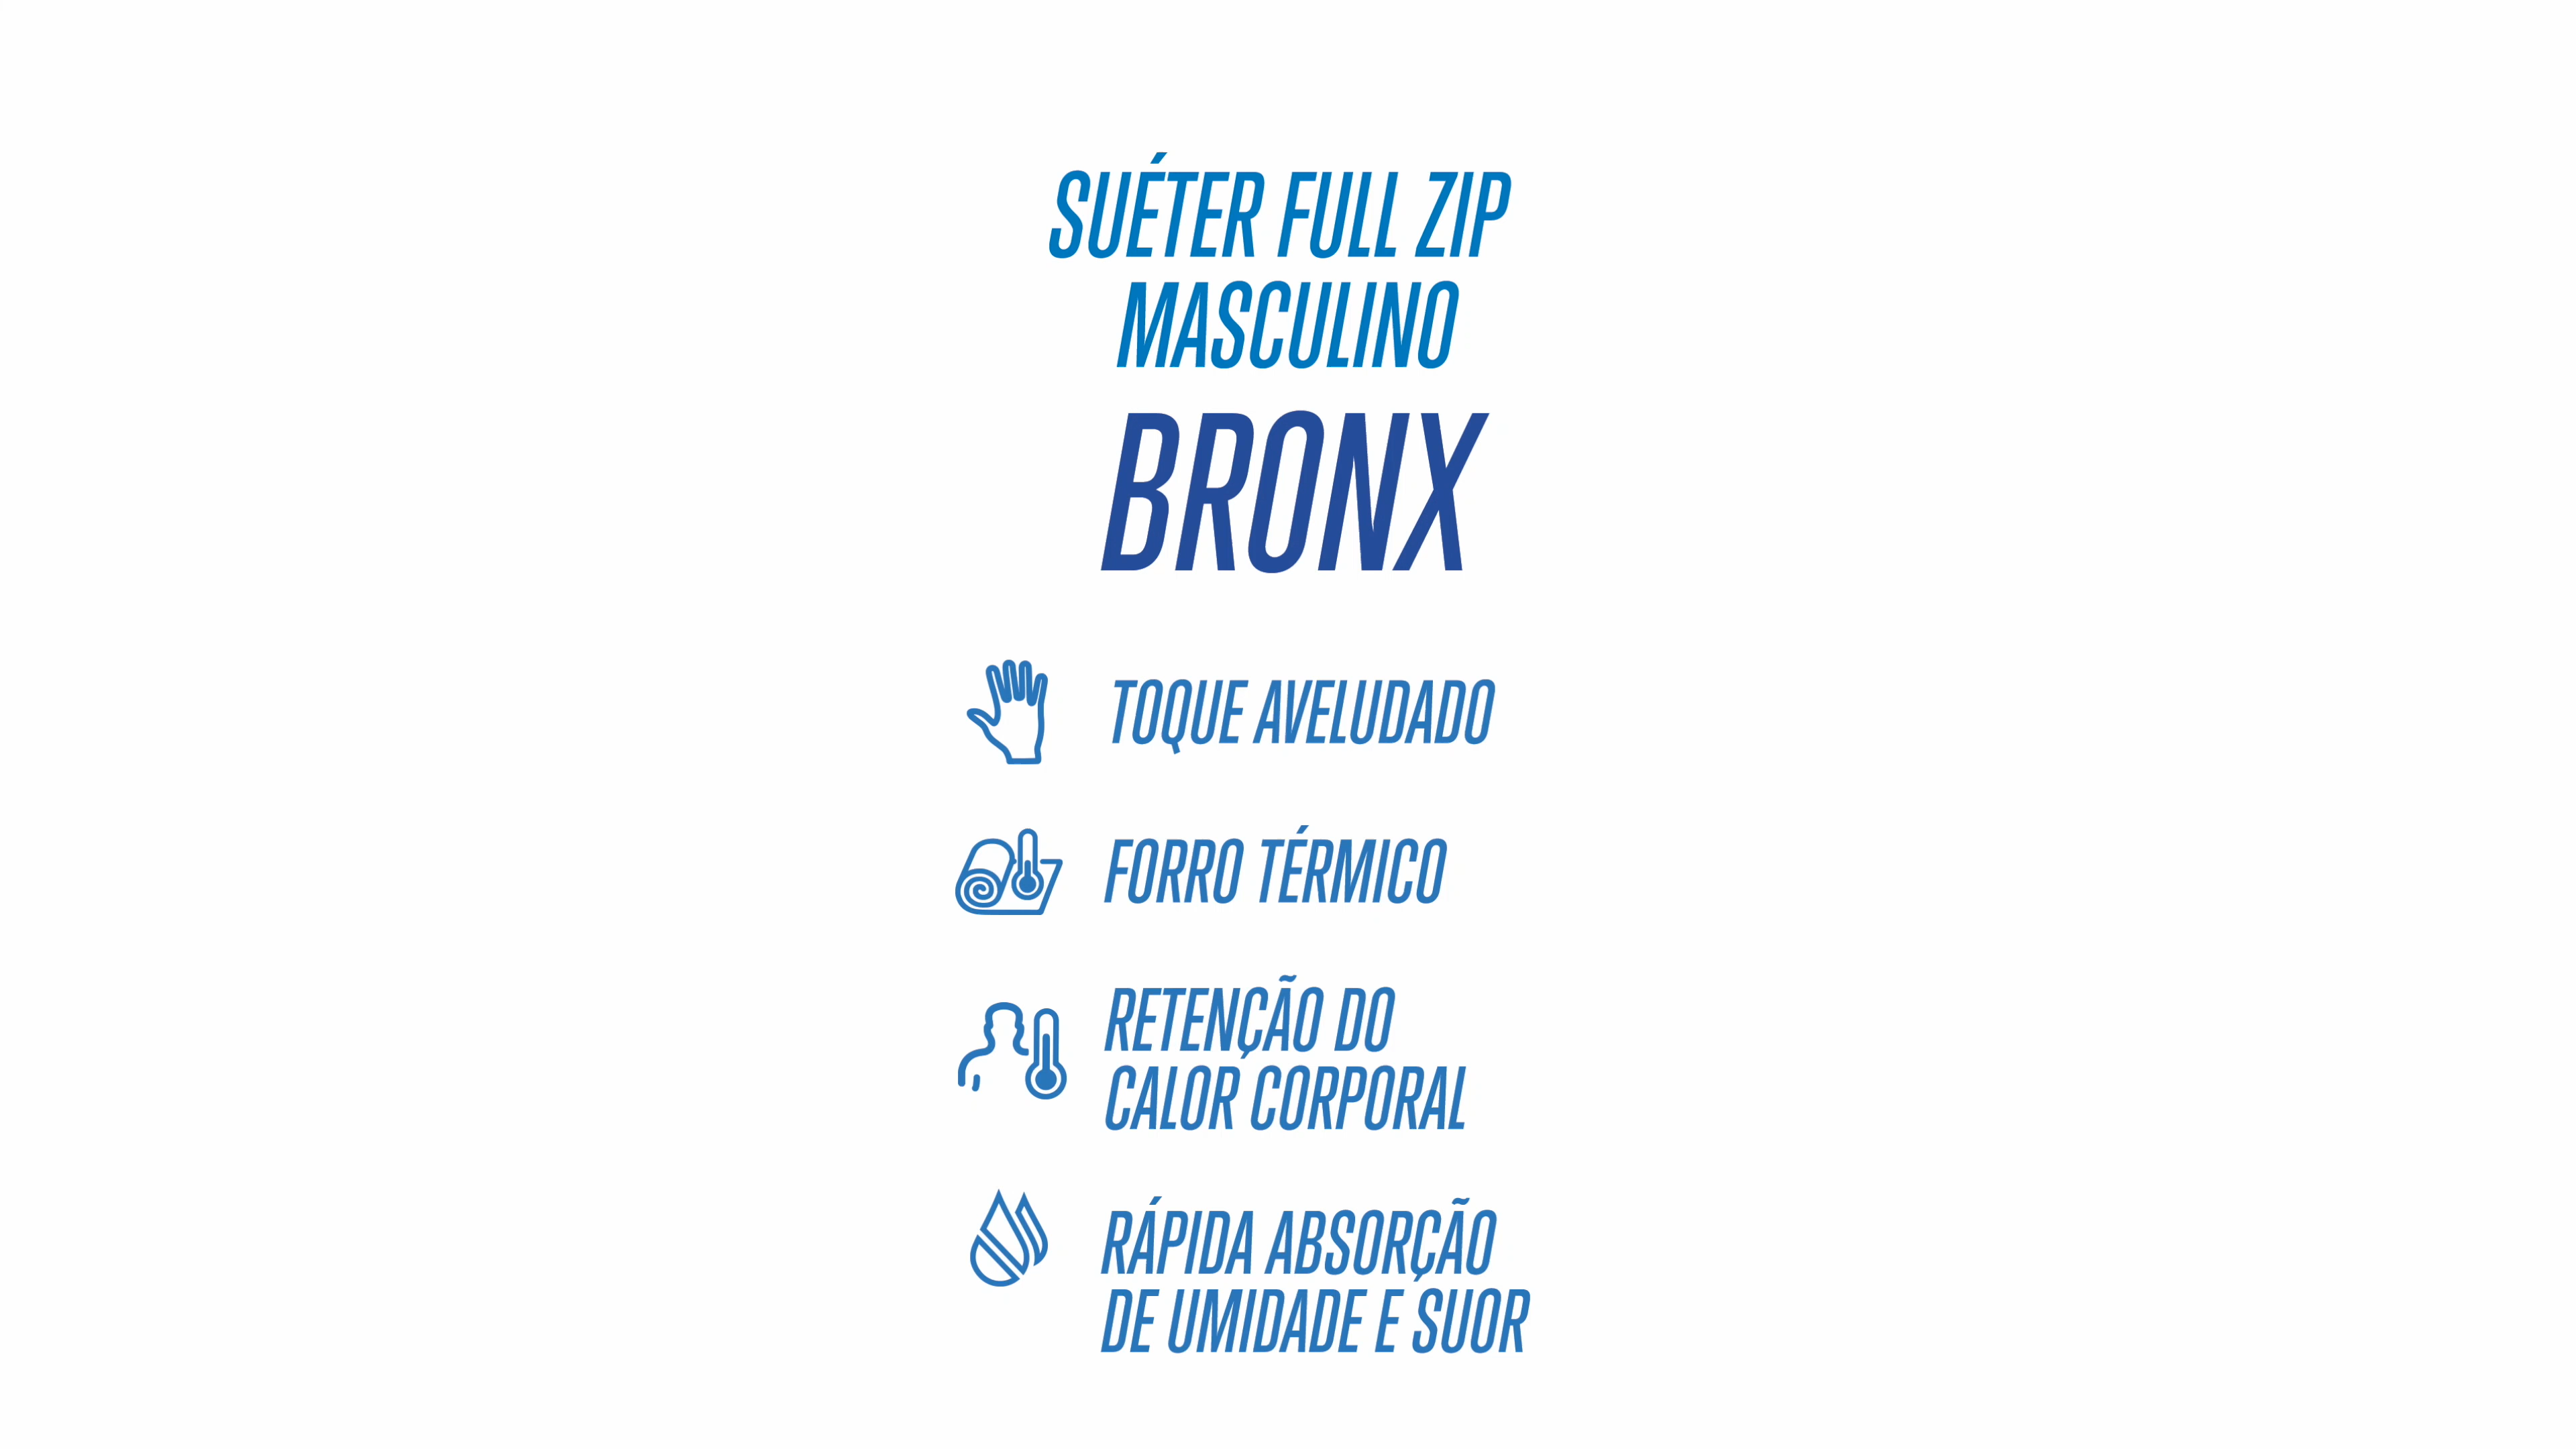 SUÉTER FULL ZIP
MASCULINO
BRONX
TOQUE AVELUDADO
FORRO TÉRMICO
RETENÇÃO DO
CALOR CORPORAL
RÁPIDA ABSORÇÃO
DE UMIDADE E SUOR